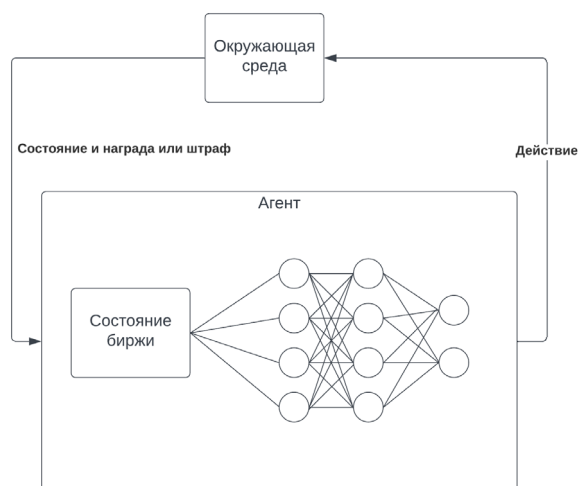 Окружающая
среда
Состояние и награда или штраф
Действие
Агент
Состояние
биржи